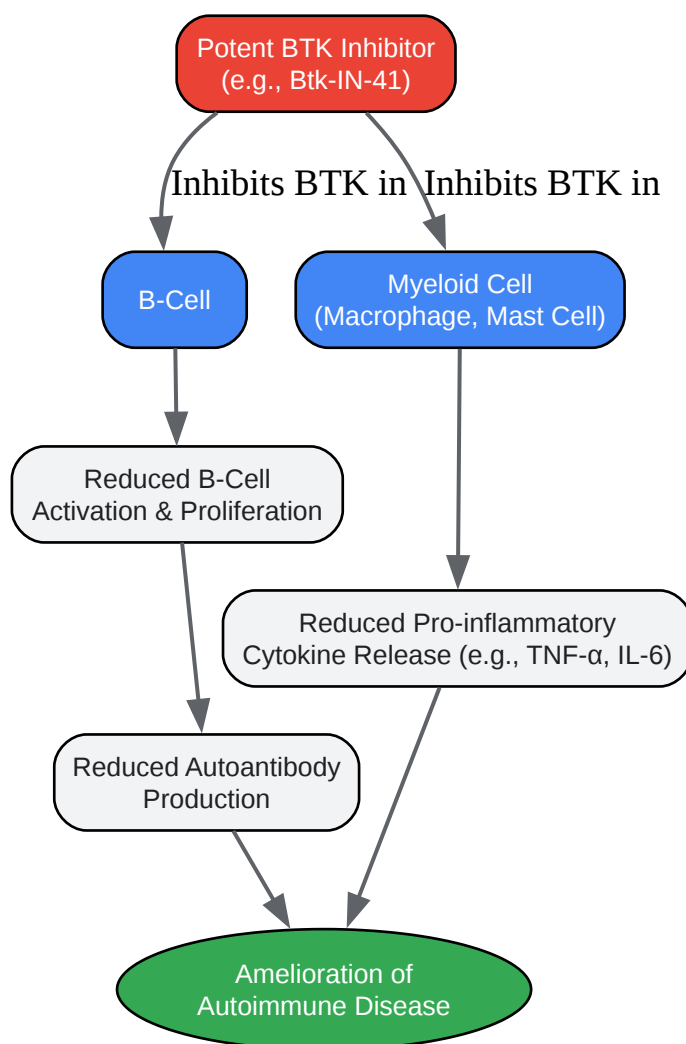 Potent BTK Inhibitor
(e.g., Btk-IN-41)
Inhibits BTK in
Inhibits BTK in
B-Cell
Myeloid Cell
(Macrophage, Mast Cell)
Reduced B-Cell
Activation & Proliferation
Reduced Pro-inflammatory
Cytokine Release (e.g., TNF-α, IL-6)
Reduced Autoantibody
Production
Amelioration of
Autoimmune Disease